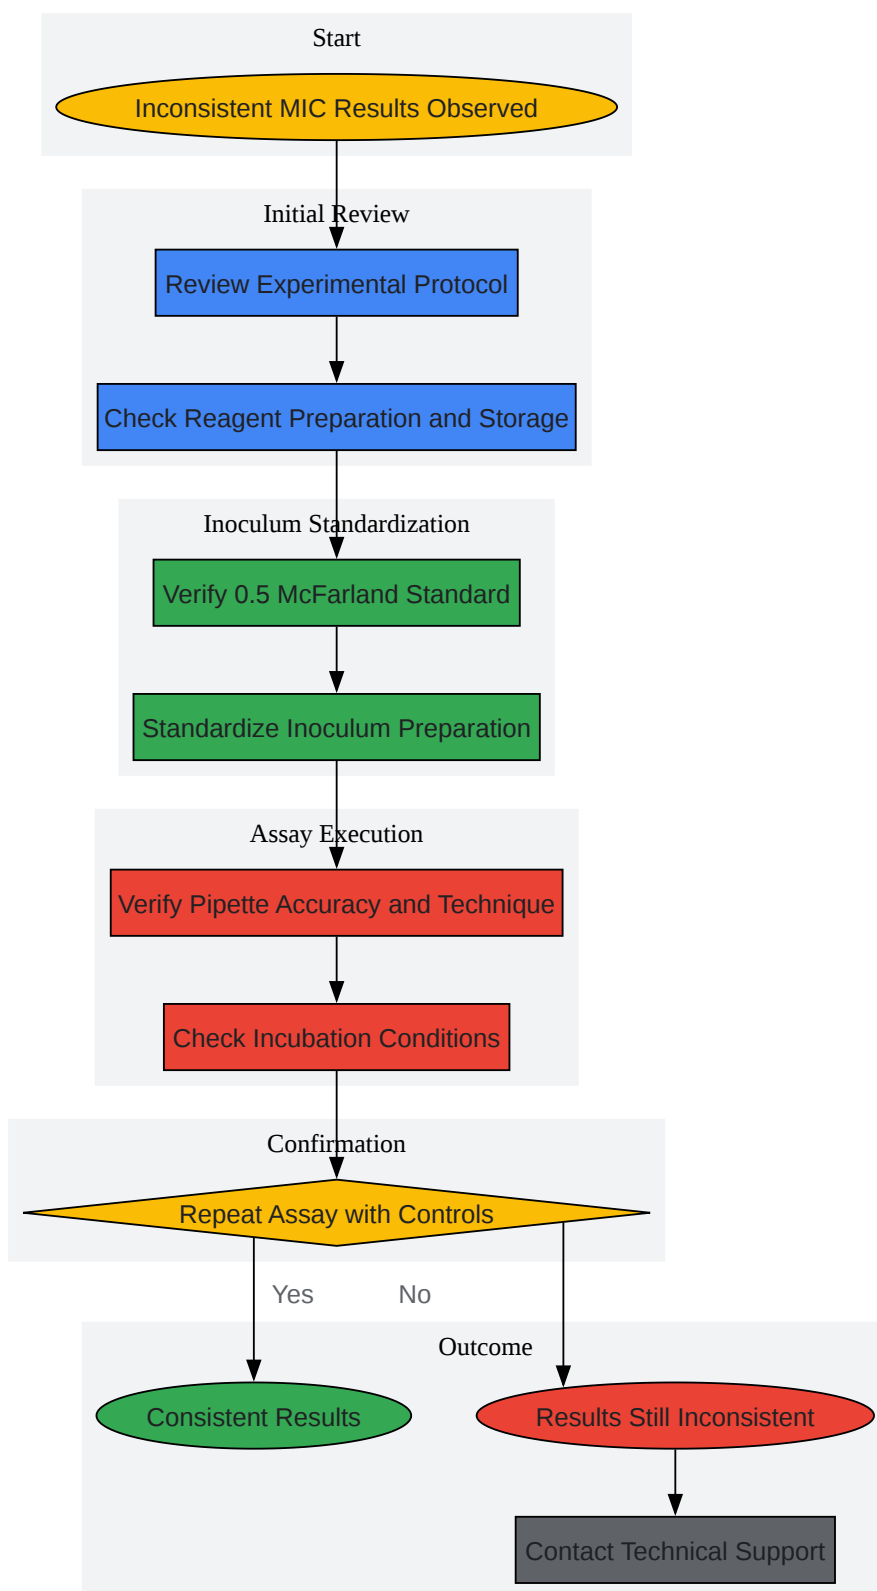 Start
Inconsistent MIC Results Observed
Initial Review
Review Experimental Protocol
Check Reagent Preparation and Storage
Inoculum Standardization
Verify 0.5 McFarland Standard
Standardize Inoculum Preparation
Assay Execution
Verify Pipette Accuracy and Technique
Check Incubation Conditions
Confirmation
Repeat Assay with Controls
Yes
No
Outcome
Consistent Results
Results Still Inconsistent
Contact Technical Support